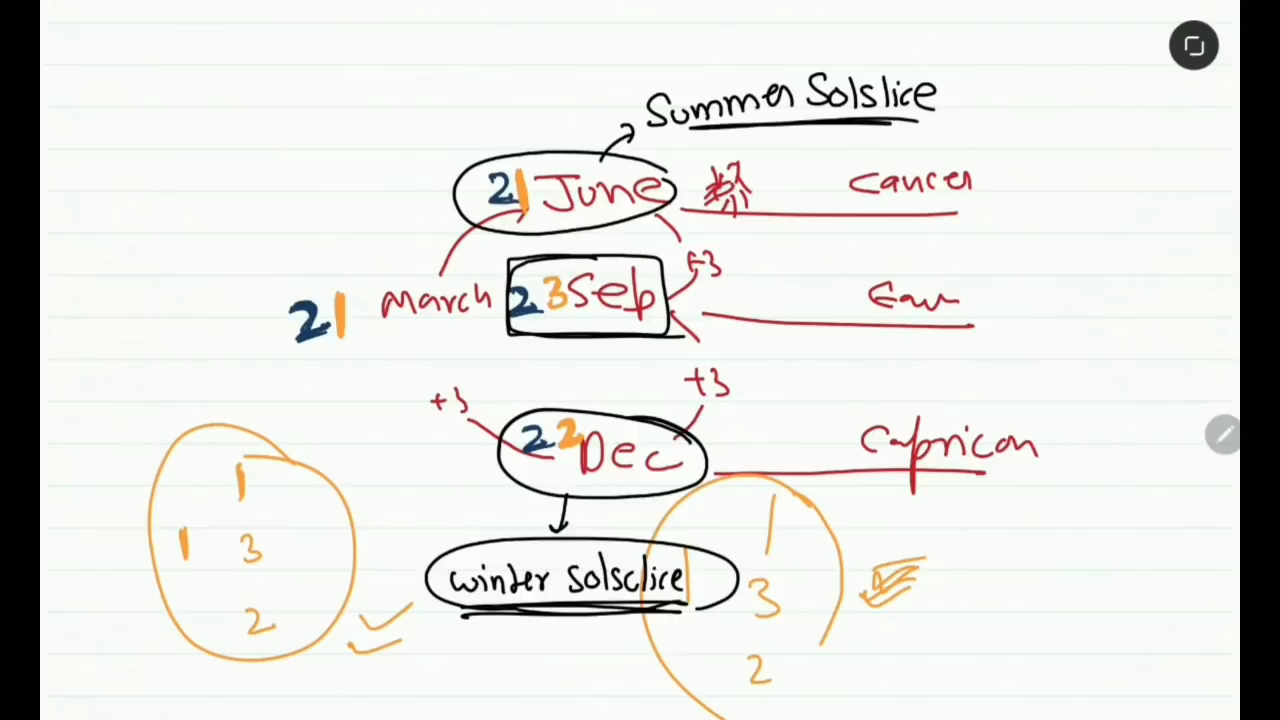 Summer Solslice
21 June Cancer
+3
21 March 23 Sep
+3
+3
22 Dec Capricon
winter solsclice
1
1 3
2
1
3
2